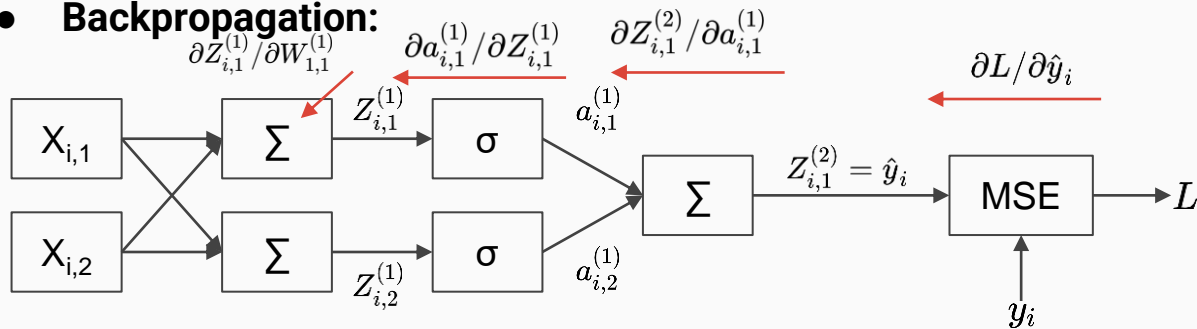 ● Backpropagation:
∂Z_{i,1}^{(1)}/∂W_{1,1}^{(1)}
∂a_{i,1}^{(1)}/∂Z_{i,1}^{(1)}
∂Z_{i,1}^{(2)}/∂a_{i,1}^{(1)}
∂L/∂ŷ_i
X_{i,1}
Σ
Z_{i,1}^{(1)}
σ
a_{i,1}^{(1)}
Σ
Z_{i,1}^{(2)} = ŷ_i
MSE
L
X_{i,2}
Σ
Z_{i,2}^{(1)}
σ
a_{i,2}^{(1)}
y_i